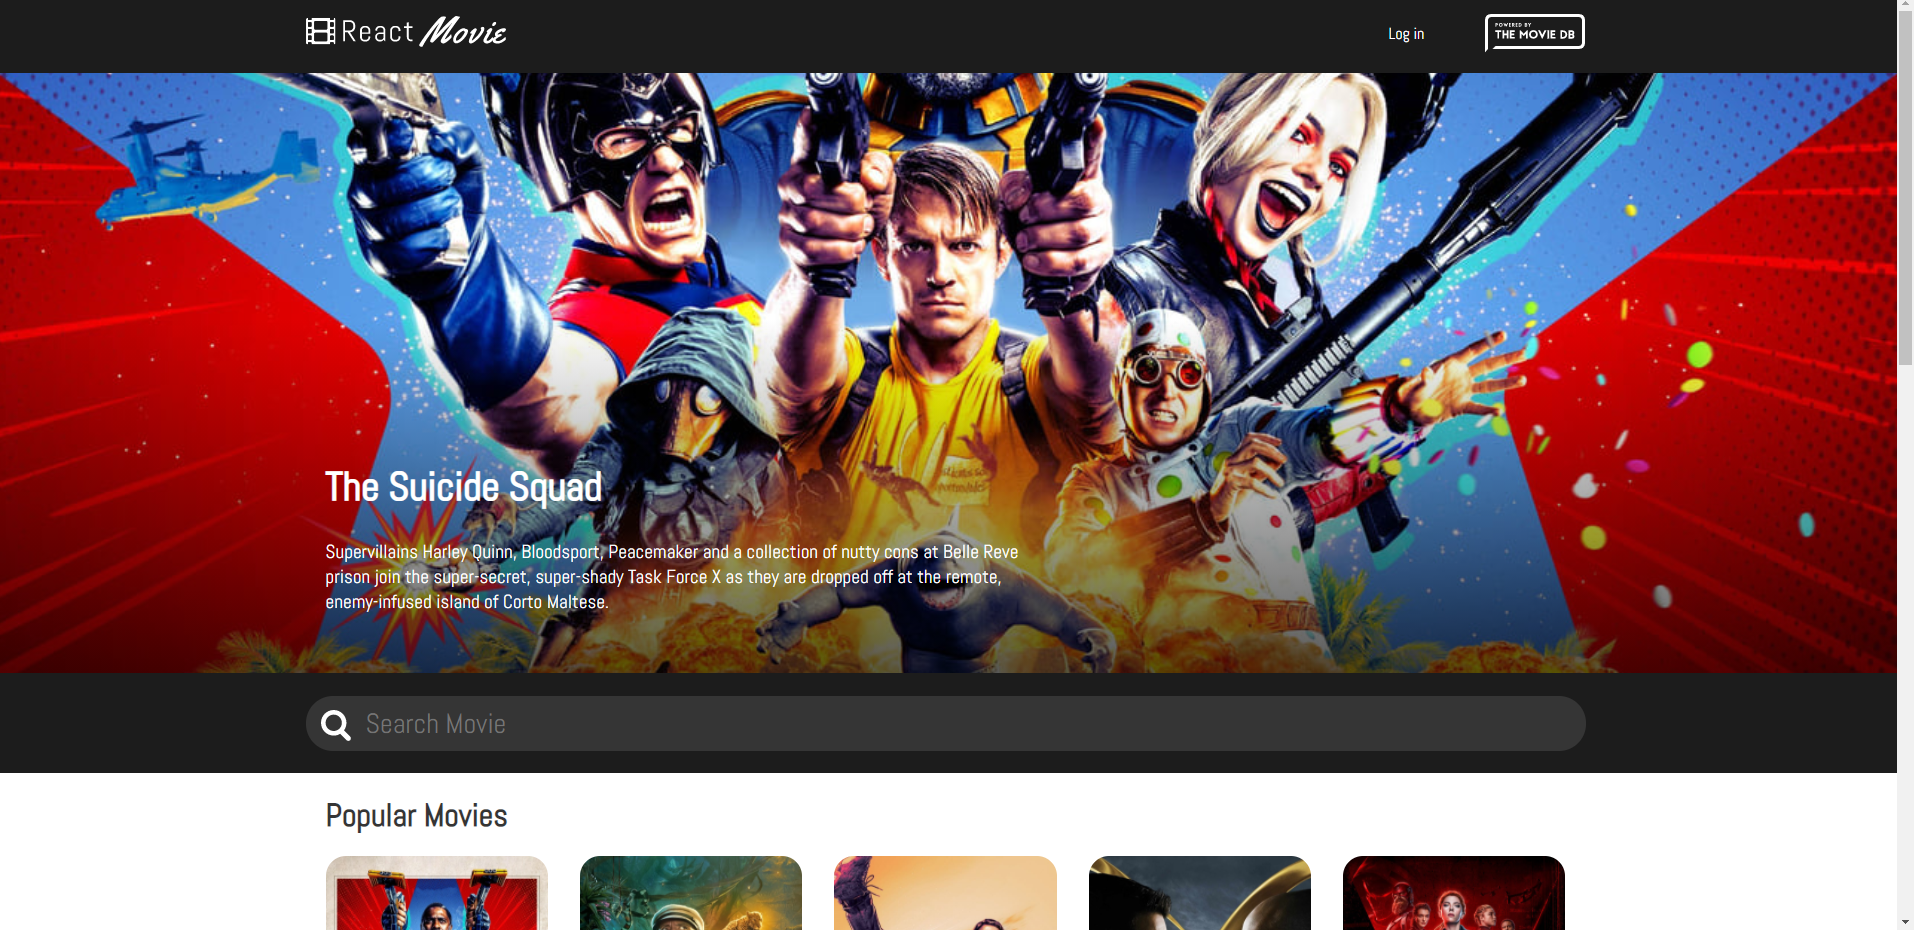 React Movie
Log in
POWERED BY
THE MOVIE DB
The Suicide Squad
Supervillains Harley Quinn, Bloodsport, Peacemaker and a collection of nutty cons at Belle Reve
prison join the super-secret, super-shady Task Force X as they are dropped off at the remote,
enemy-infused island of Corto Maltese.
Search Movie
Popular Movies